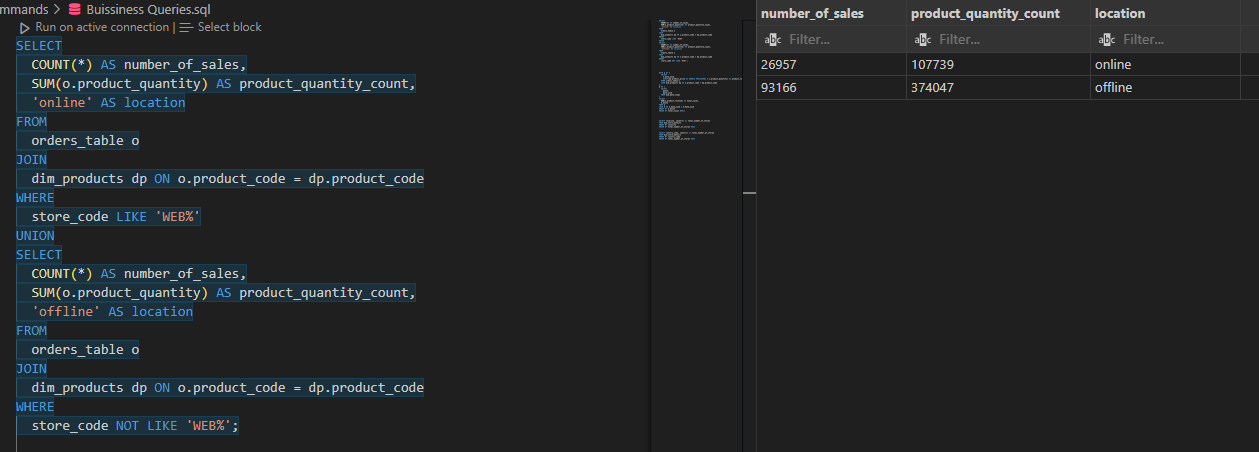 mmands > Buissiness Queries.sql
Run on active connection | Select block
SELECT
COUNT(*) AS number_of_sales,
SUM(o.product_quantity) AS product_quantity_count,
'online' AS location
FROM
orders_table o
JOIN
dim_products dp ON o.product_code = dp.product_code
WHERE
store_code LIKE 'WEB%'
UNION
SELECT
COUNT(*) AS number_of_sales,
SUM(o.product_quantity) AS product_quantity_count,
'offline' AS location
FROM
orders_table o
JOIN
dim_products dp ON o.product_code = dp.product_code
WHERE
store_code NOT LIKE 'WEB%';
number_of_sales product_quantity_count location
abc Filter... abc Filter... abc Filter...
26957 107739 online
93166 374047 offline